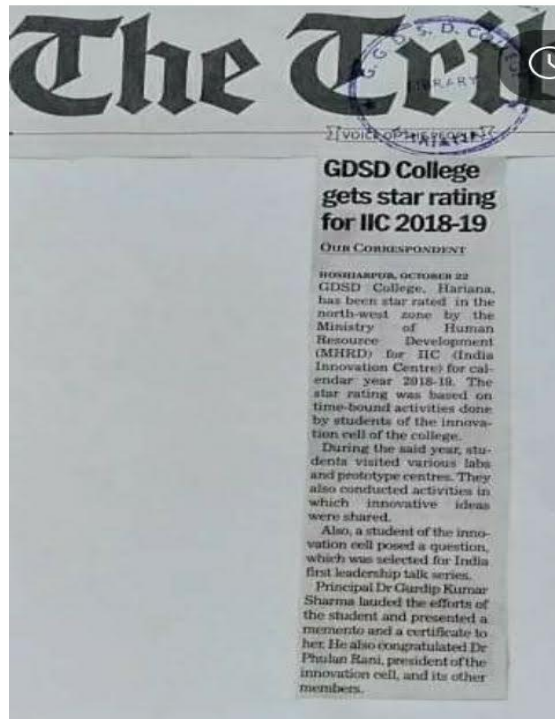 The Trib
G. G. D. S. D. COLLEGE
LIBRARY
HARIANA
VOICE OF THE PEOPLE
GDSD College
gets star rating
for IIC 2018-19
OUR CORRESPONDENT
HOSHIARPUR, OCTOBER 22
GDSD College, Hariana,
has been star rated in the
north-west zone by the
Ministry of Human
Resource Development
(MHRD) for IIC (India
Innovation Centre) for cal-
endar year 2018-19. The
star rating was based on
time-bound activities done
by students of the innova-
tion cell of the college.
During the said year, stu-
dents visited various labs
and prototype centres. They
also conducted activities in
which innovative ideas
were shared.
Also, a student of the inno-
vation cell posed a question,
which was selected for India
first leadership talk series.
Principal Dr Gurdip Kumar
Sharma lauded the efforts of
the student and presented a
memento and a certificate to
her. He also congratulated Dr
Phulan Rani, president of the
innovation cell, and its other
members.